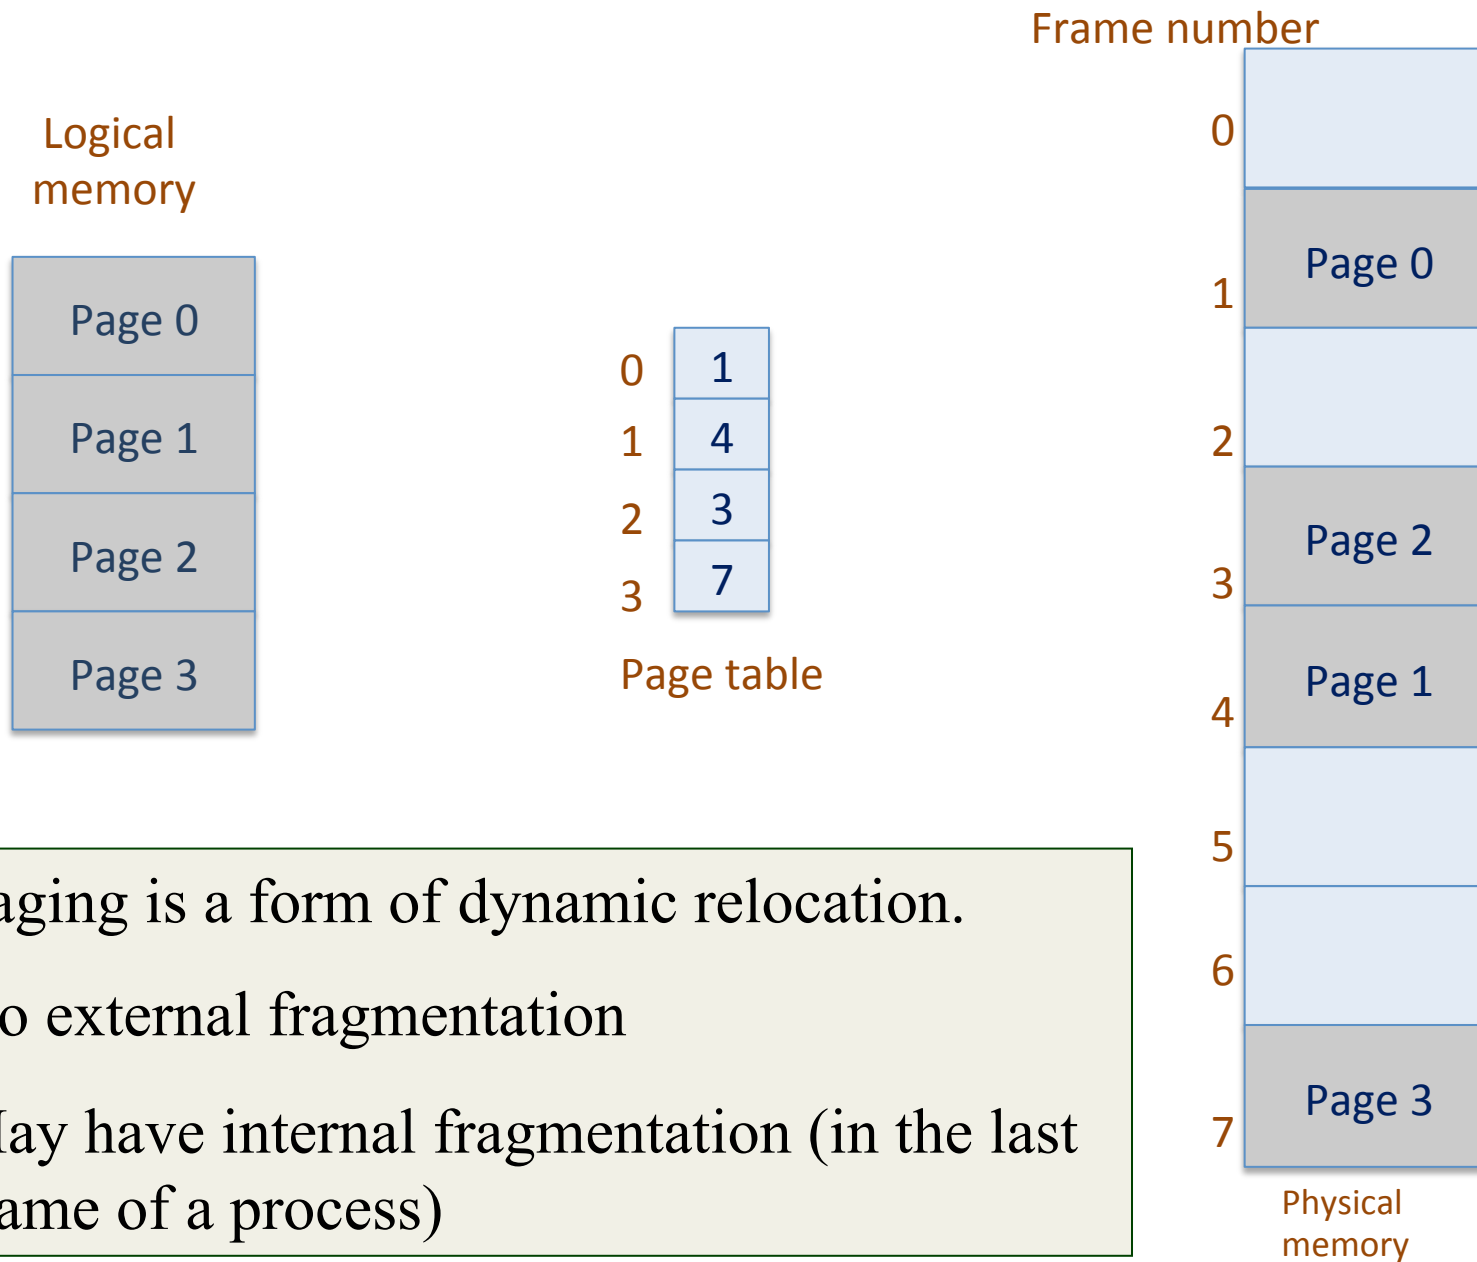 Frame number
Logical
memory
Page 0
Page 1
Page 2
Page 3
0 1
1 4
2 3
3 7
Page table
0
1 Page 0
2
3 Page 2
4 Page 1
5
6
7 Page 3
Physical
memory
aging is a form of dynamic relocation.
o external fragmentation
May have internal fragmentation (in the last
ame of a process)